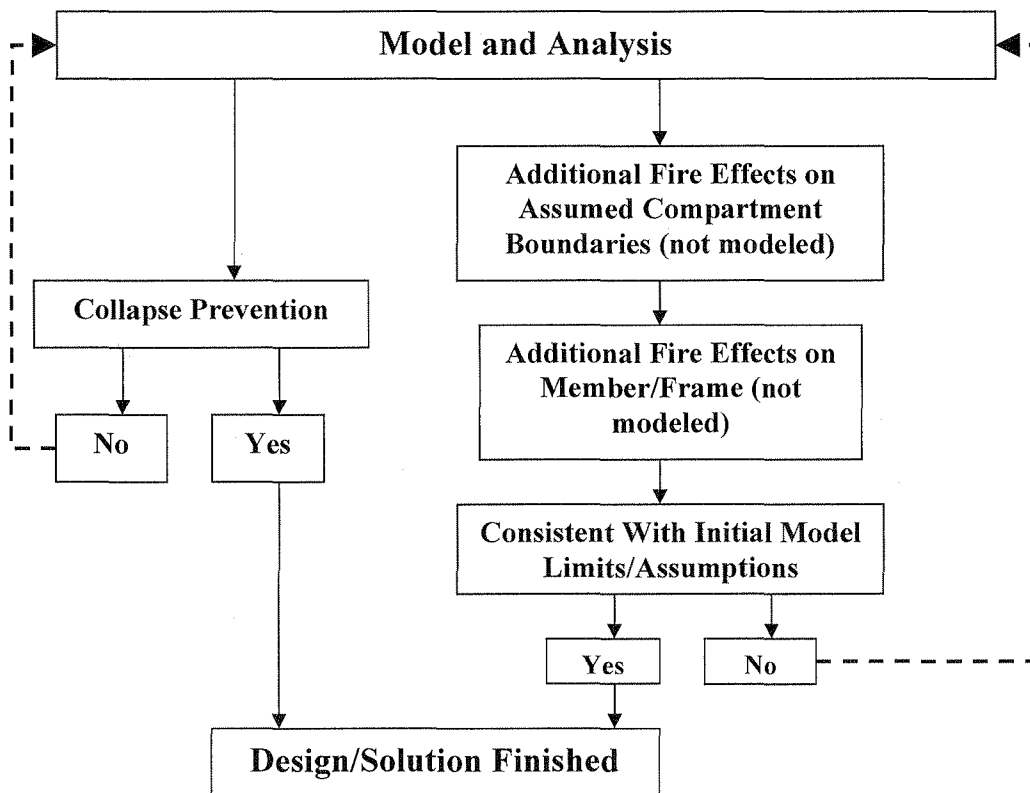 Model and Analysis
Additional Fire Effects on
Assumed Compartment
Boundaries (not modeled)
Collapse Prevention
Additional Fire Effects on
Member/Frame (not
modeled)
No
Yes
Consistent With Initial Model
Limits/Assumptions
Yes
No
Design/Solution Finished